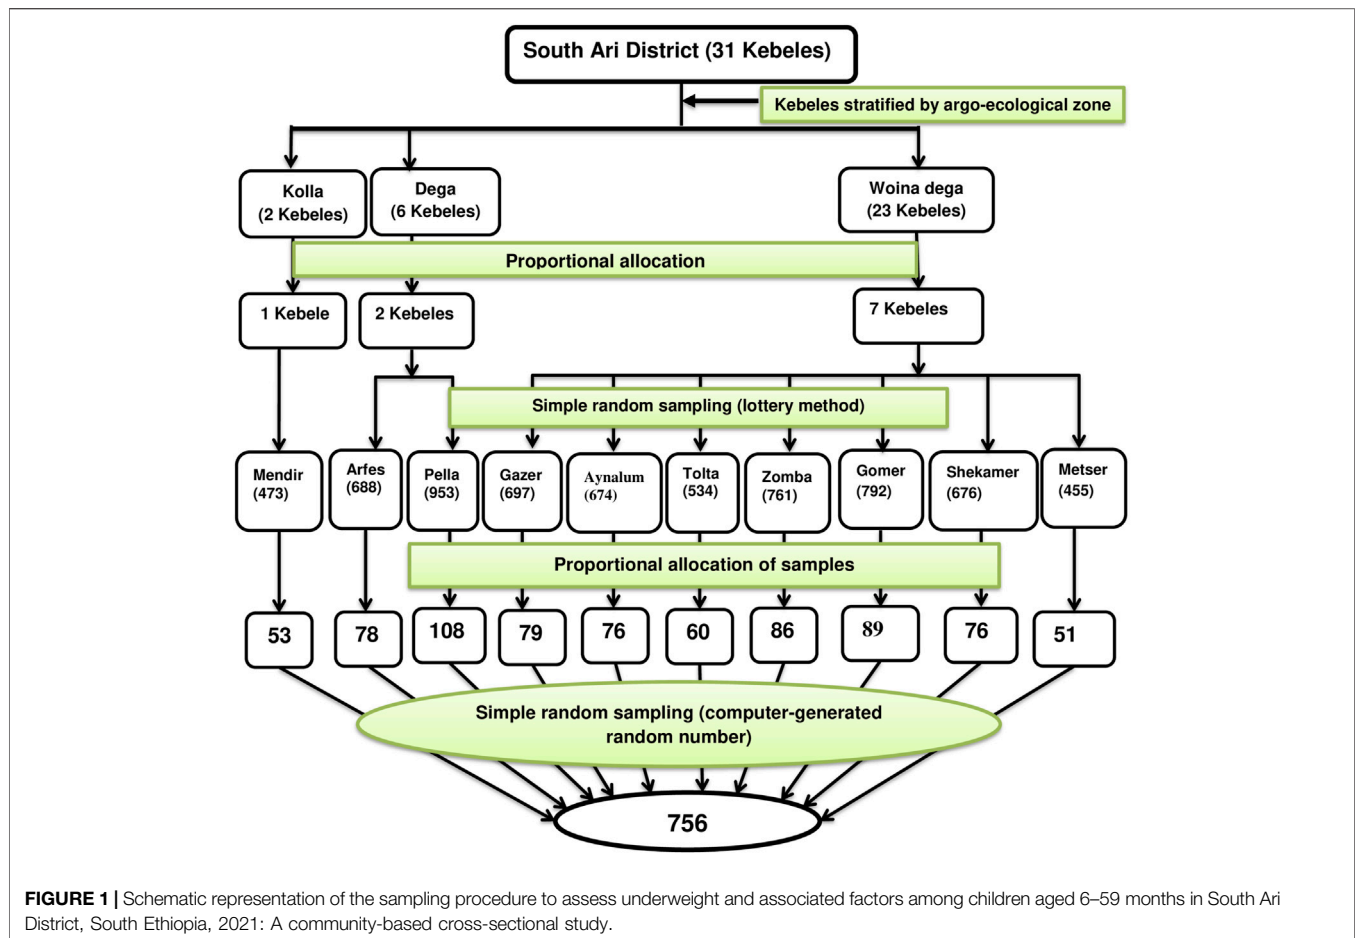 South Ari District (31 Kebeles)
Kebeles stratified by argo-ecological zone
Kolla
(2 Kebeles)
Dega
(6 Kebeles)
Woina dega
(23 Kebeles)
Proportional allocation
1 Kebele
2 Kebeles
7 Kebeles
Simple random sampling (lottery method)
Mendir
(473)
Arfes
(688)
Pella
(953)
Gazer
(697)
Aynalum
(674)
Tolta
(534)
Zomba
(761)
Gomer
(792)
Shekamer
(676)
Metser
(455)
Proportional allocation of samples
53
78
108
79
76
60
86
89
76
51
Simple random sampling (computer-generated
random number)
756
FIGURE 1 | Schematic representation of the sampling procedure to assess underweight and associated factors among children aged 6–59 months in South Ari
District, South Ethiopia, 2021: A community-based cross-sectional study.